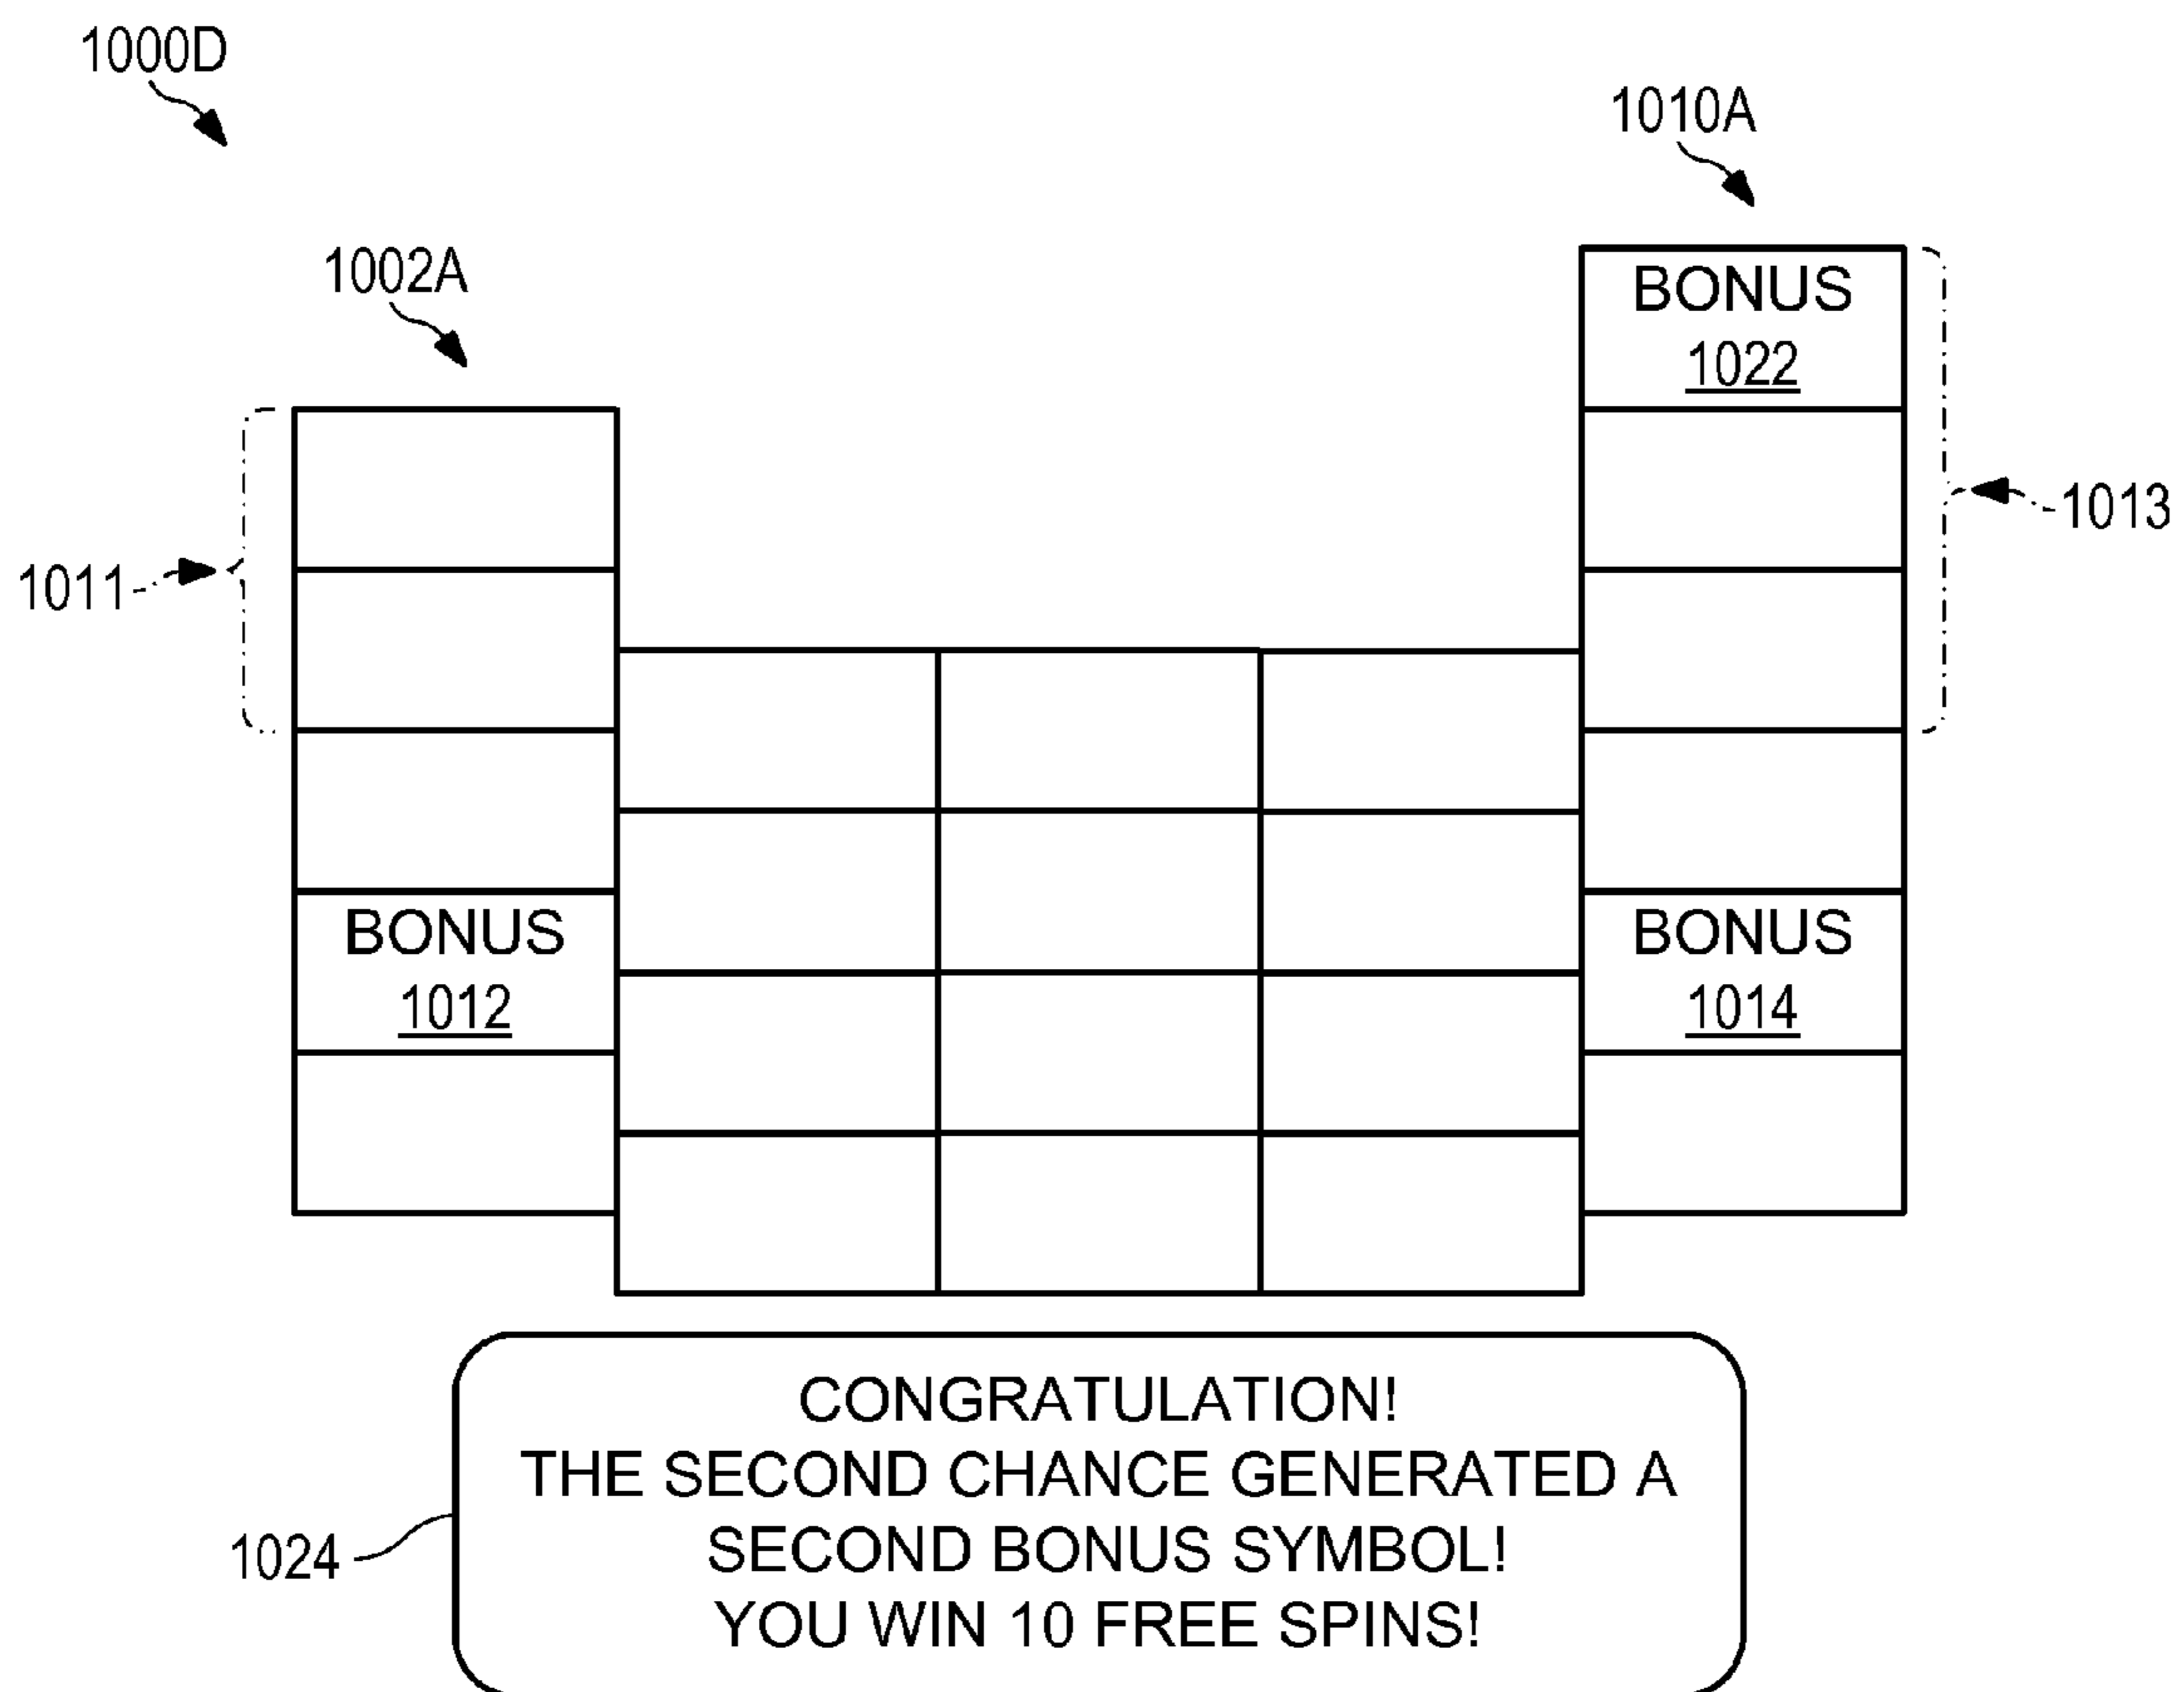 1000D
1010A
1002A
BONUS
1022
1013
1011
BONUS
1012
BONUS
1014
CONGRATULATION!
THE SECOND CHANCE GENERATED A
SECOND BONUS SYMBOL!
YOU WIN 10 FREE SPINS!
1024